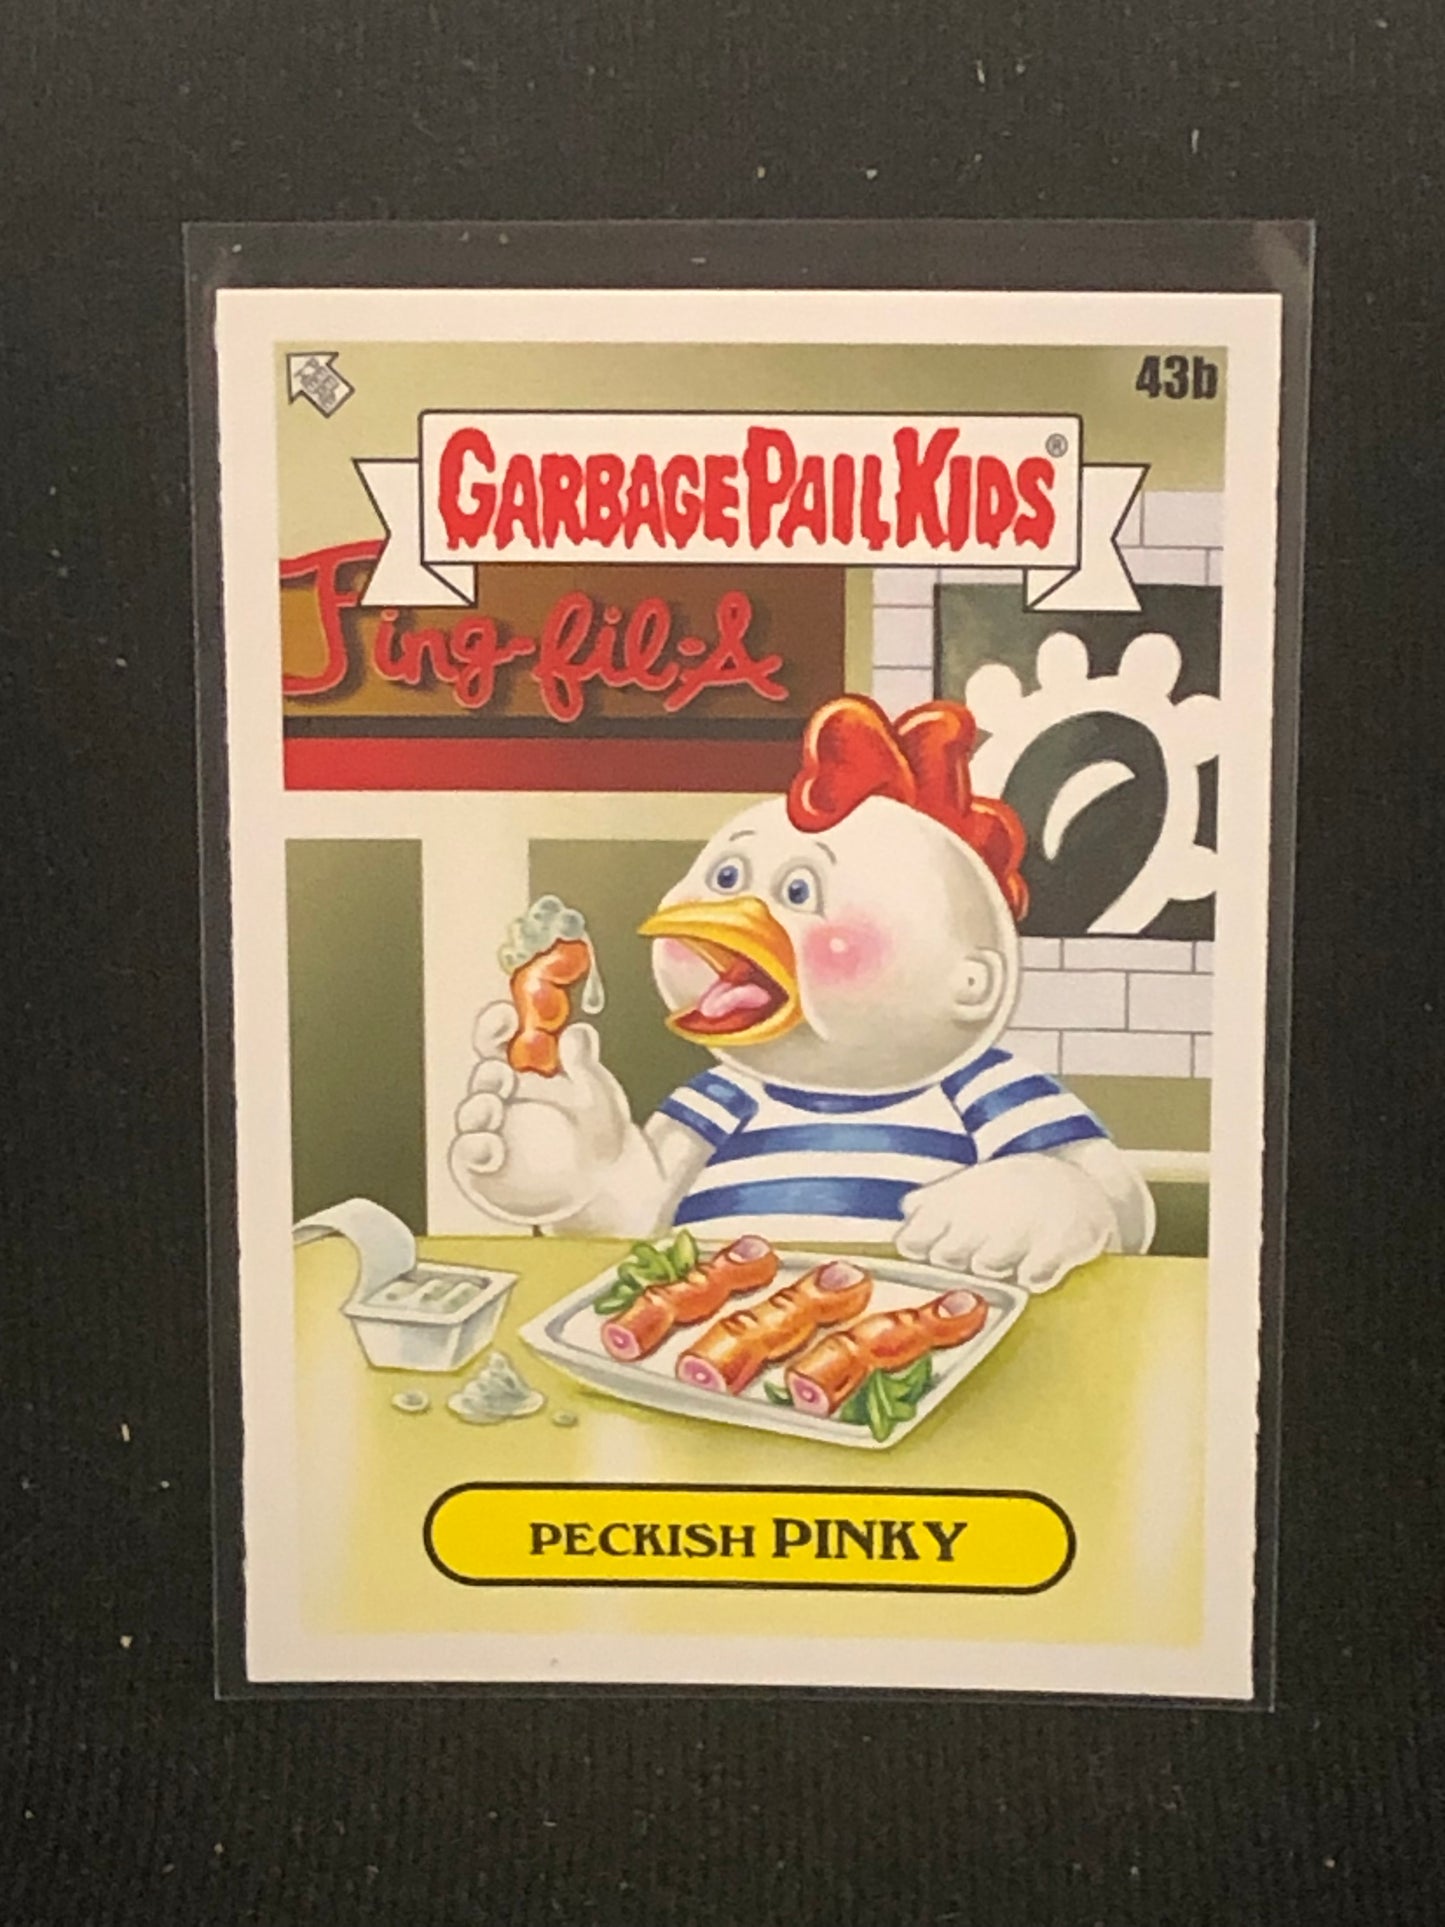 43b
GARBAGE PAIL KIDS®
Fing-fil-A
PECKISH PINKY